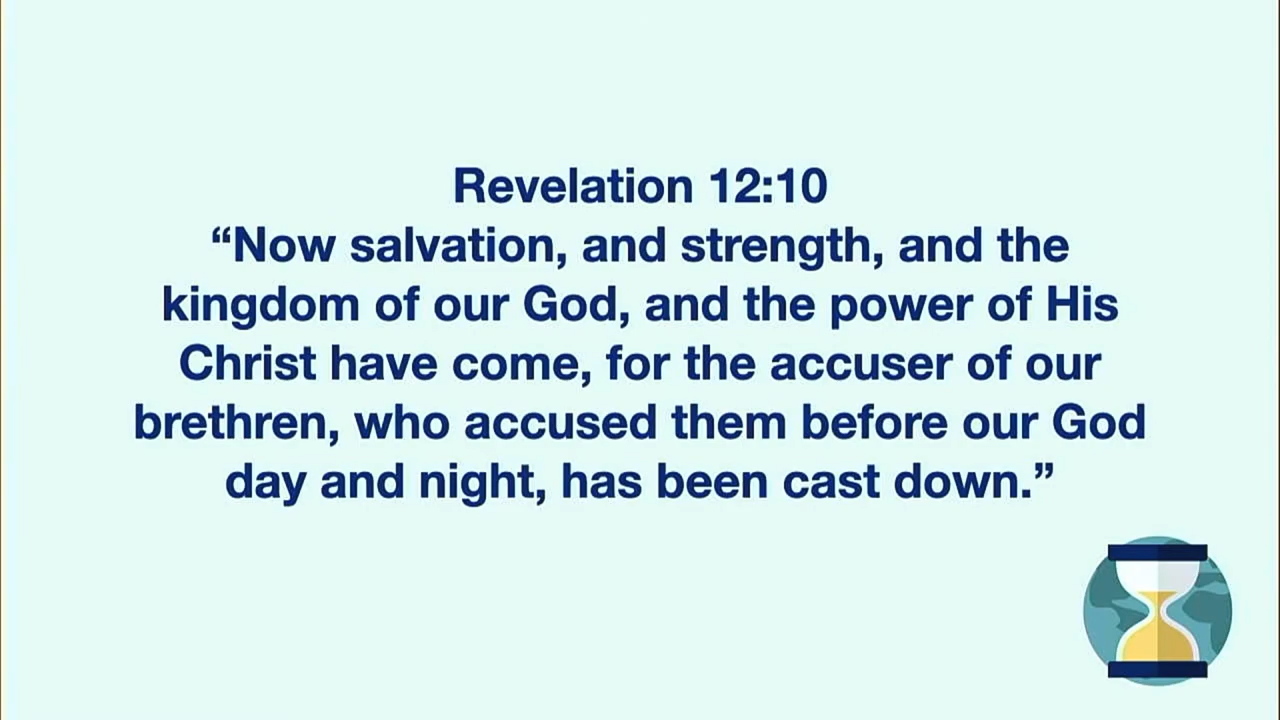 Revelation 12:10
“Now salvation, and strength, and the
kingdom of our God, and the power of His
Christ have come, for the accuser of our
brethren, who accused them before our God
day and night, has been cast down.”